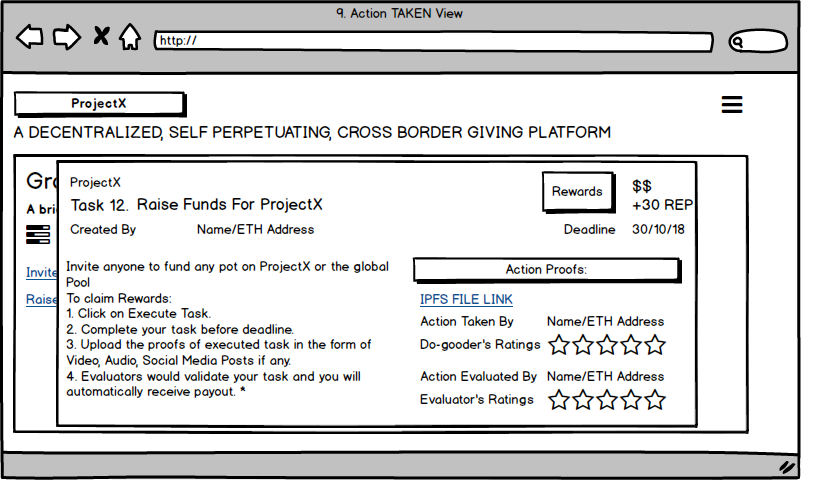 9. Action TAKEN View
http://
ProjectX
A DECENTRALIZED, SELF PERPETUATING, CROSS BORDER GIVING PLATFORM
Gro
A bri
Invite
Raise
ProjectX
Task 12. Raise Funds For ProjectX
Created By Name/ETH Address
Rewards
$$
+30 REP
Deadline 30/10/18
Invite anyone to fund any pot on ProjectX or the global
Pool
To claim Rewards:
1. Click on Execute Task.
2. Complete your task before deadline.
3. Upload the proofs of executed task in the form of
Video, Audio, Social Media Posts if any.
4. Evaluators would validate your task and you will
automatically receive payout. *
Action Proofs:
IPFS FILE LINK
Action Taken By Name/ETH Address
Do-gooder's Ratings
Action Evaluated By Name/ETH Address
Evaluator's Ratings